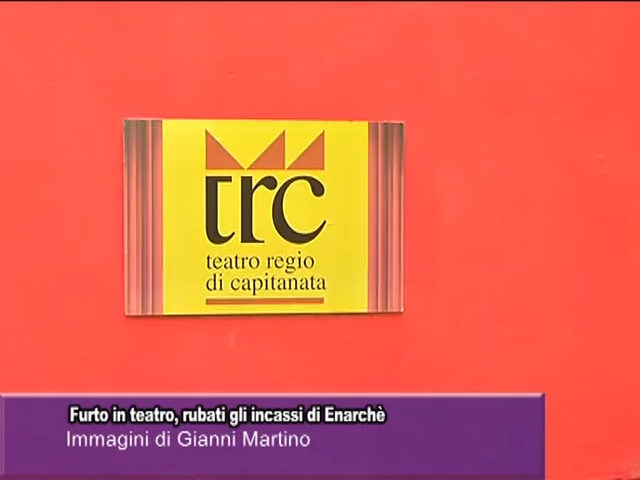 trc
teatro regio
di capitanata
Furto in teatro, rubati gli incassi di Enarchè
Immagini di Gianni Martino